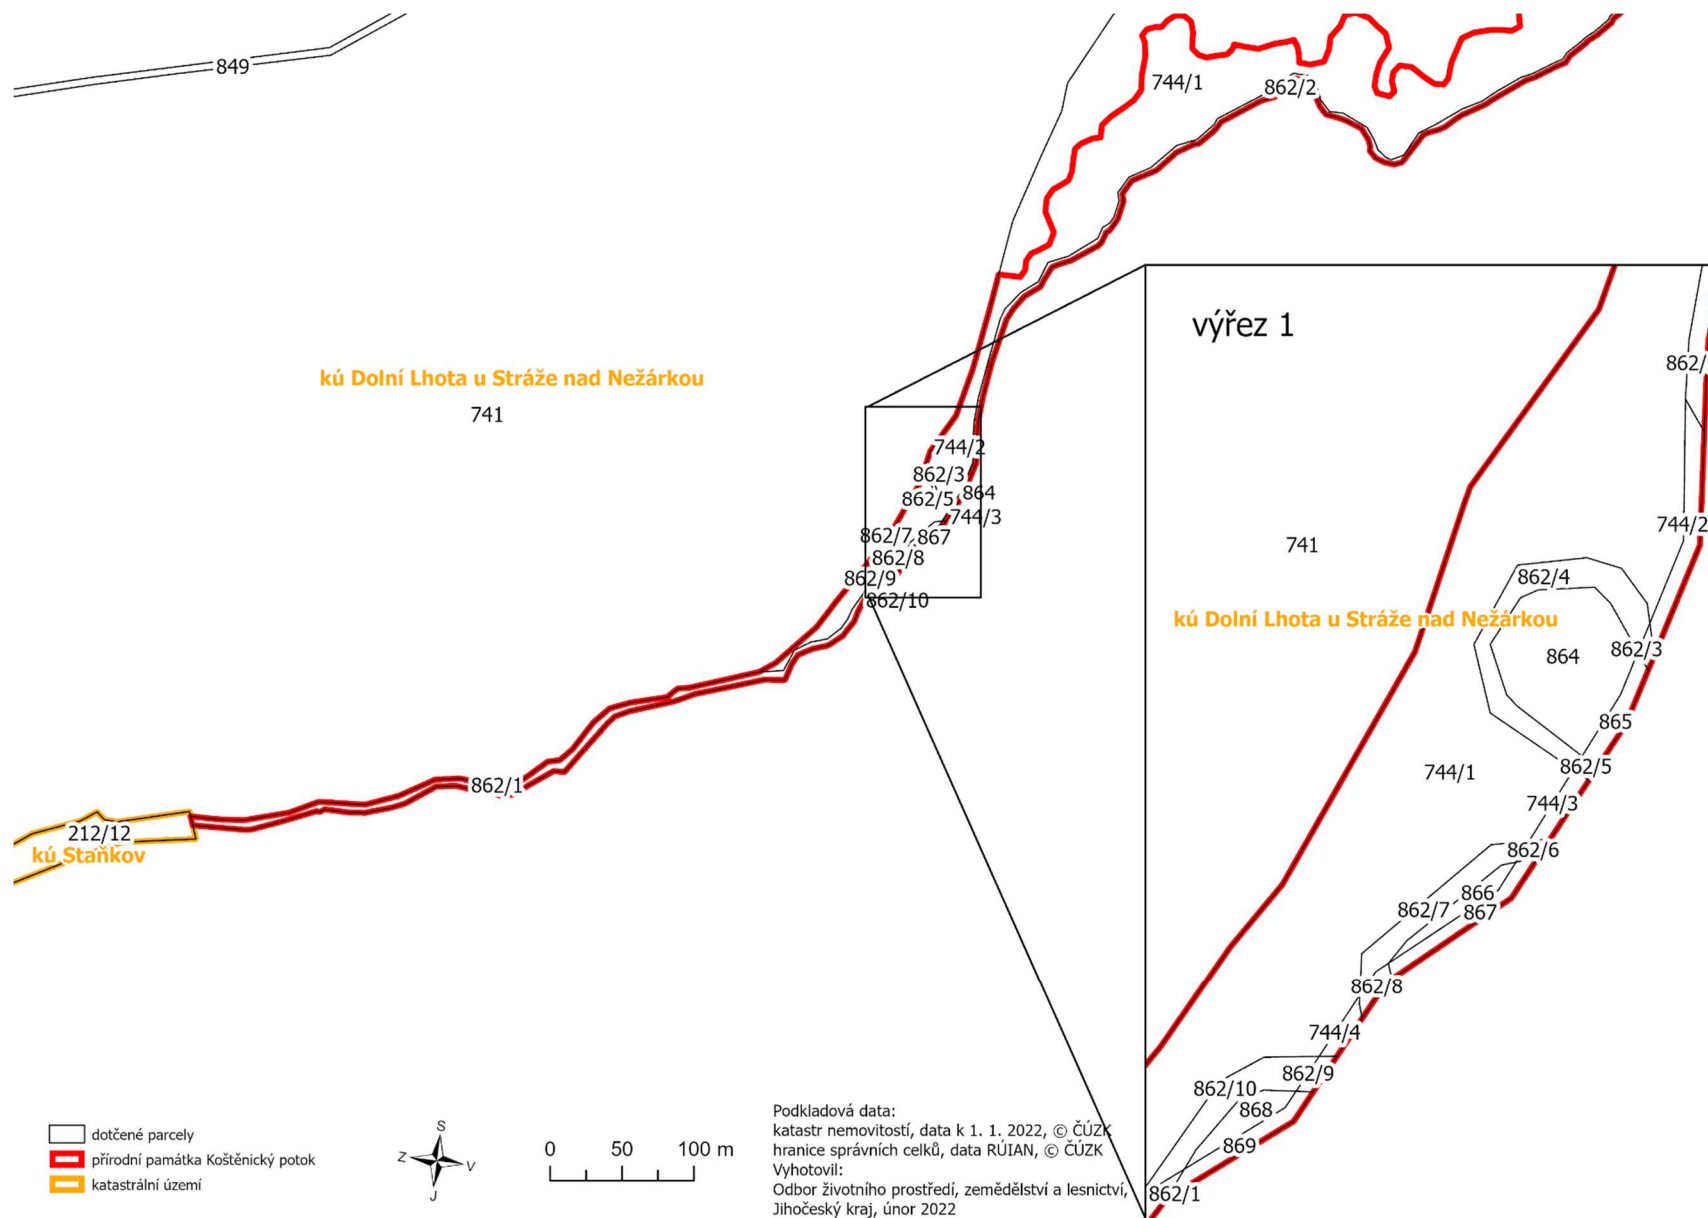 849
744/1
862/2
výřez 1
862/
kú Dolní Lhota u Stráže nad Nežárkou
741
744/2
862/3
862/5
864
744/3
862/7
867
862/8
862/9
862/10
741
744/2
862/4
kú Dolní Lhota u Stráže nad Nežárkou
862/3
864
865
862/5
744/1
744/3
862/6
866
862/7
867
862/8
744/4
862/9
862/10
868
869
862/1
862/1
212/12
kú Staňkov
dotčené parcely
přírodní památka Koštěnický potok
katastrální území
S
Z
V
J
0 50 100 m
Podkladová data:
katastr nemovitostí, data k 1. 1. 2022, © ČÚZK
hranice správních celků, data RÚIAN, © ČÚZK
Vyhotovil:
Odbor životního prostředí, zemědělství a lesnictví,
Jihočeský kraj, únor 2022